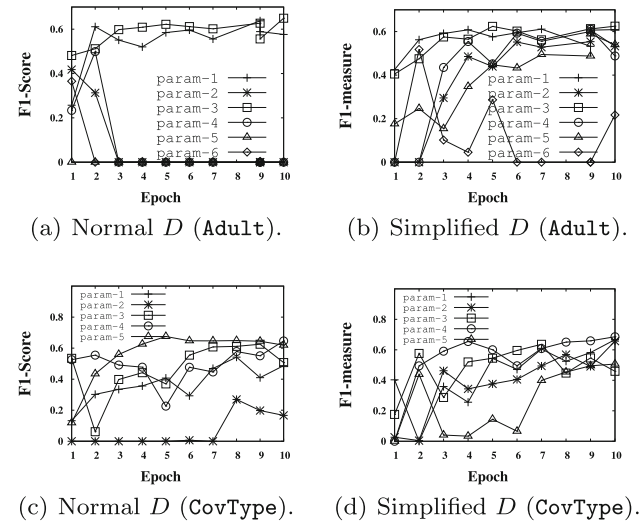 F1-Score
0.6
0.4
0.2
0
param-1
param-2
param-3
param-4
param-5
param-6
1 2 3 4 5 6 7 8 9 10
Epoch
(a) Normal D (Adult).
F1-measure
0.6
0.4
0.2
0
param-1
param-2
param-3
param-4
param-5
param-6
1 2 3 4 5 6 7 8 9 10
Epoch
(b) Simplified D (Adult).
F1-Score
0.8
0.6
0.4
0.2
0
param-1
param-2
param-3
param-4
param-5
1 2 3 4 5 6 7 8 9 10
Epoch
(c) Normal D (CovType).
F1-measure
0.8
0.6
0.4
0.2
0
param-1
param-2
param-3
param-4
param-5
1 2 3 4 5 6 7 8 9 10
Epoch
(d) Simplified D (CovType).